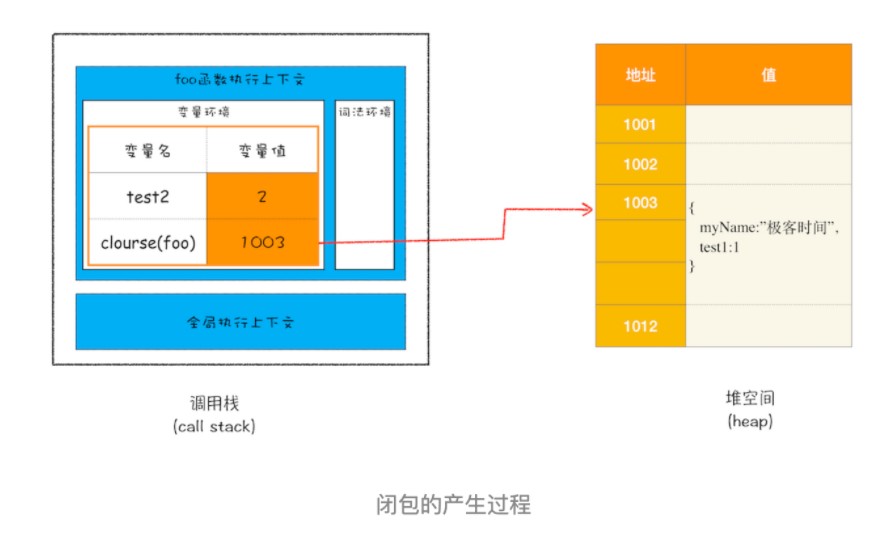 foo函数执行上下文
变量环境
词法环境
变量名 变量值
test2 2
clourse(foo) 1003
全局执行上下文
调用栈
(call stack)
地址 值
1001
1002
1003
{
myName:”极客时间”,
test1:1
}
1012
堆空间
(heap)
闭包的产生过程